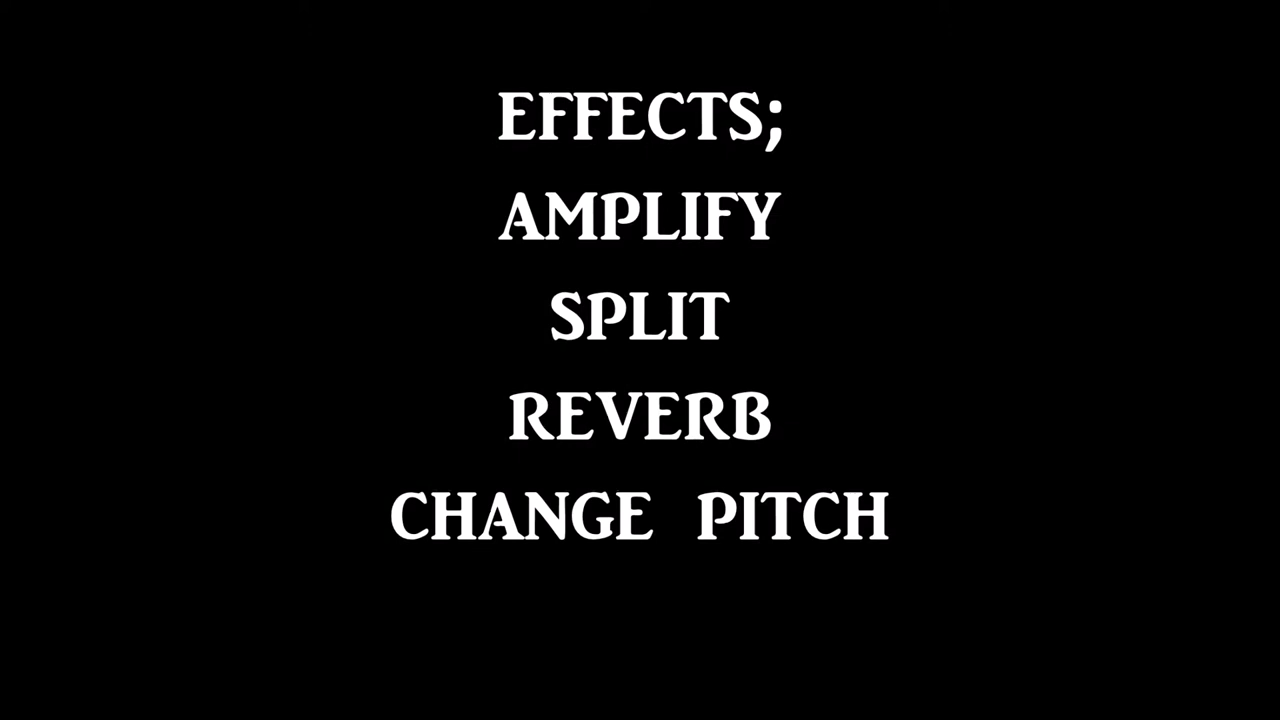 EFFECTS;
AMPLIFY
SPLIT
REVERB
CHANGE PITCH